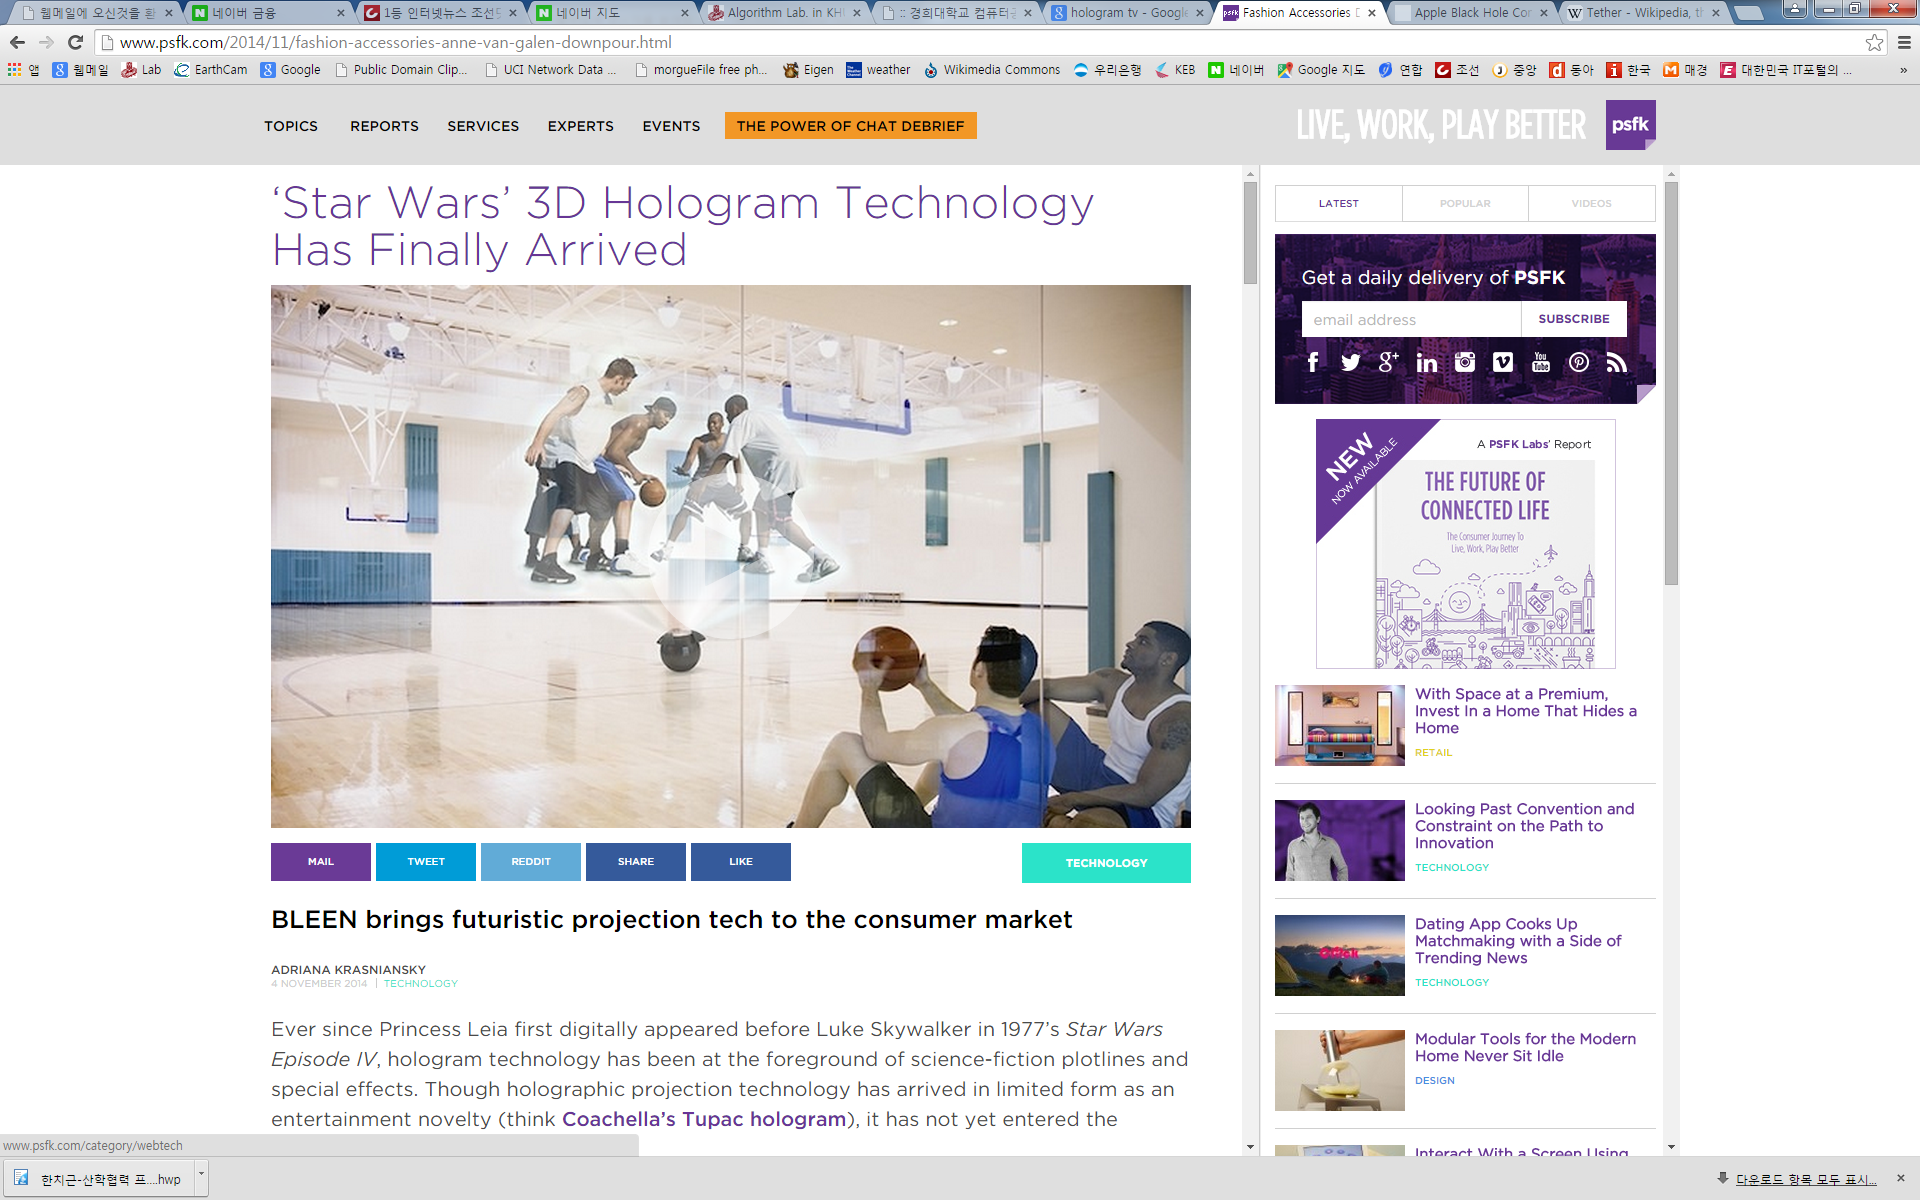 웹메일에 오신것을 환
네이버 금융
1등 인터넷뉴스 조선닷
네이버 지도
Algorithm Lab. in KHU
:: 경희대학교 컴퓨터공
hologram tv - Google
Fashion Accessories D
Apple Black Hole Cor
Tether - Wikipedia, th
www.psfk.com/2014/11/fashion-accessories-anne-van-galen-downpour.html
앱 웹메일 Lab EarthCam Google Public Domain Clip... UCI Network Data ... morgueFile free ph... Eigen weather Wikimedia Commons 우리은행 KEB 네이버 Google 지도 연합 조선 중앙 동아 한국 매경 대한민국 IT포털의 ... »
TOPICS REPORTS SERVICES EXPERTS EVENTS THE POWER OF CHAT DEBRIEF
LIVE, WORK, PLAY BETTER psfk
‘Star Wars’ 3D Hologram Technology
Has Finally Arrived
MAIL TWEET REDDIT SHARE LIKE TECHNOLOGY
BLEEN brings futuristic projection tech to the consumer market
ADRIANA KRASNIANSKY
4 NOVEMBER 2014 | TECHNOLOGY
Ever since Princess Leia first digitally appeared before Luke Skywalker in 1977’s Star Wars
Episode IV, hologram technology has been at the foreground of science-fiction plotlines and
special effects. Though holographic projection technology has arrived in limited form as an
entertainment novelty (think Coachella’s Tupac hologram), it has not yet entered the
LATEST POPULAR VIDEOS
Get a daily delivery of PSFK
email address SUBSCRIBE
You
Tube
NEW
NOW AVAILABLE
A PSFK Labs’ Report
THE FUTURE OF
CONNECTED LIFE
The Consumer Journey To
Live, Work, Play Better
With Space at a Premium,
Invest In a Home That Hides a
Home
RETAIL
Looking Past Convention and
Constraint on the Path to
Innovation
TECHNOLOGY
Dating App Cooks Up
Matchmaking with a Side of
Trending News
TECHNOLOGY
Modular Tools for the Modern
Home Never Sit Idle
DESIGN
Interact With a Screen Using
www.psfk.com/category/webtech
한치근-산학협력 프....hwp
다운로드 항목 모두 표시...